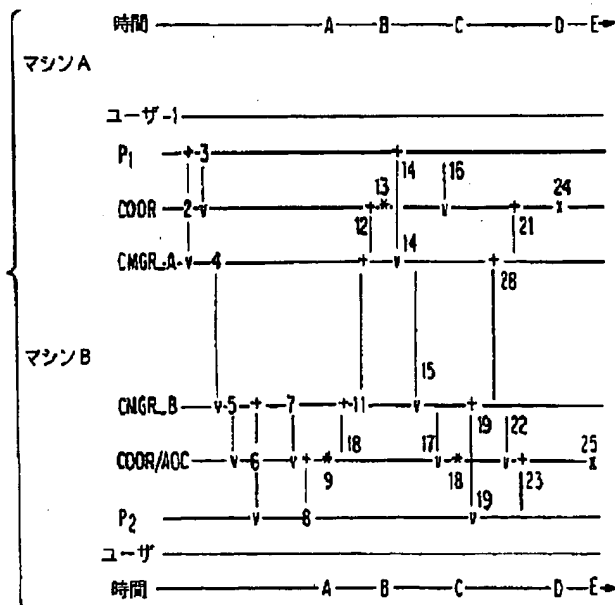 時間 A B C D E
マシンA
ユーザ-1
P1 3
14 16
13 24
COOR 2
12 21
14
CMGR_A 4
28
マシンB
15
CNGR_B 5 7 11 19
18 17 22
COOR/AOC 6 25
9 18 23
19
P2 8
ユーザ
時間 A B C D E